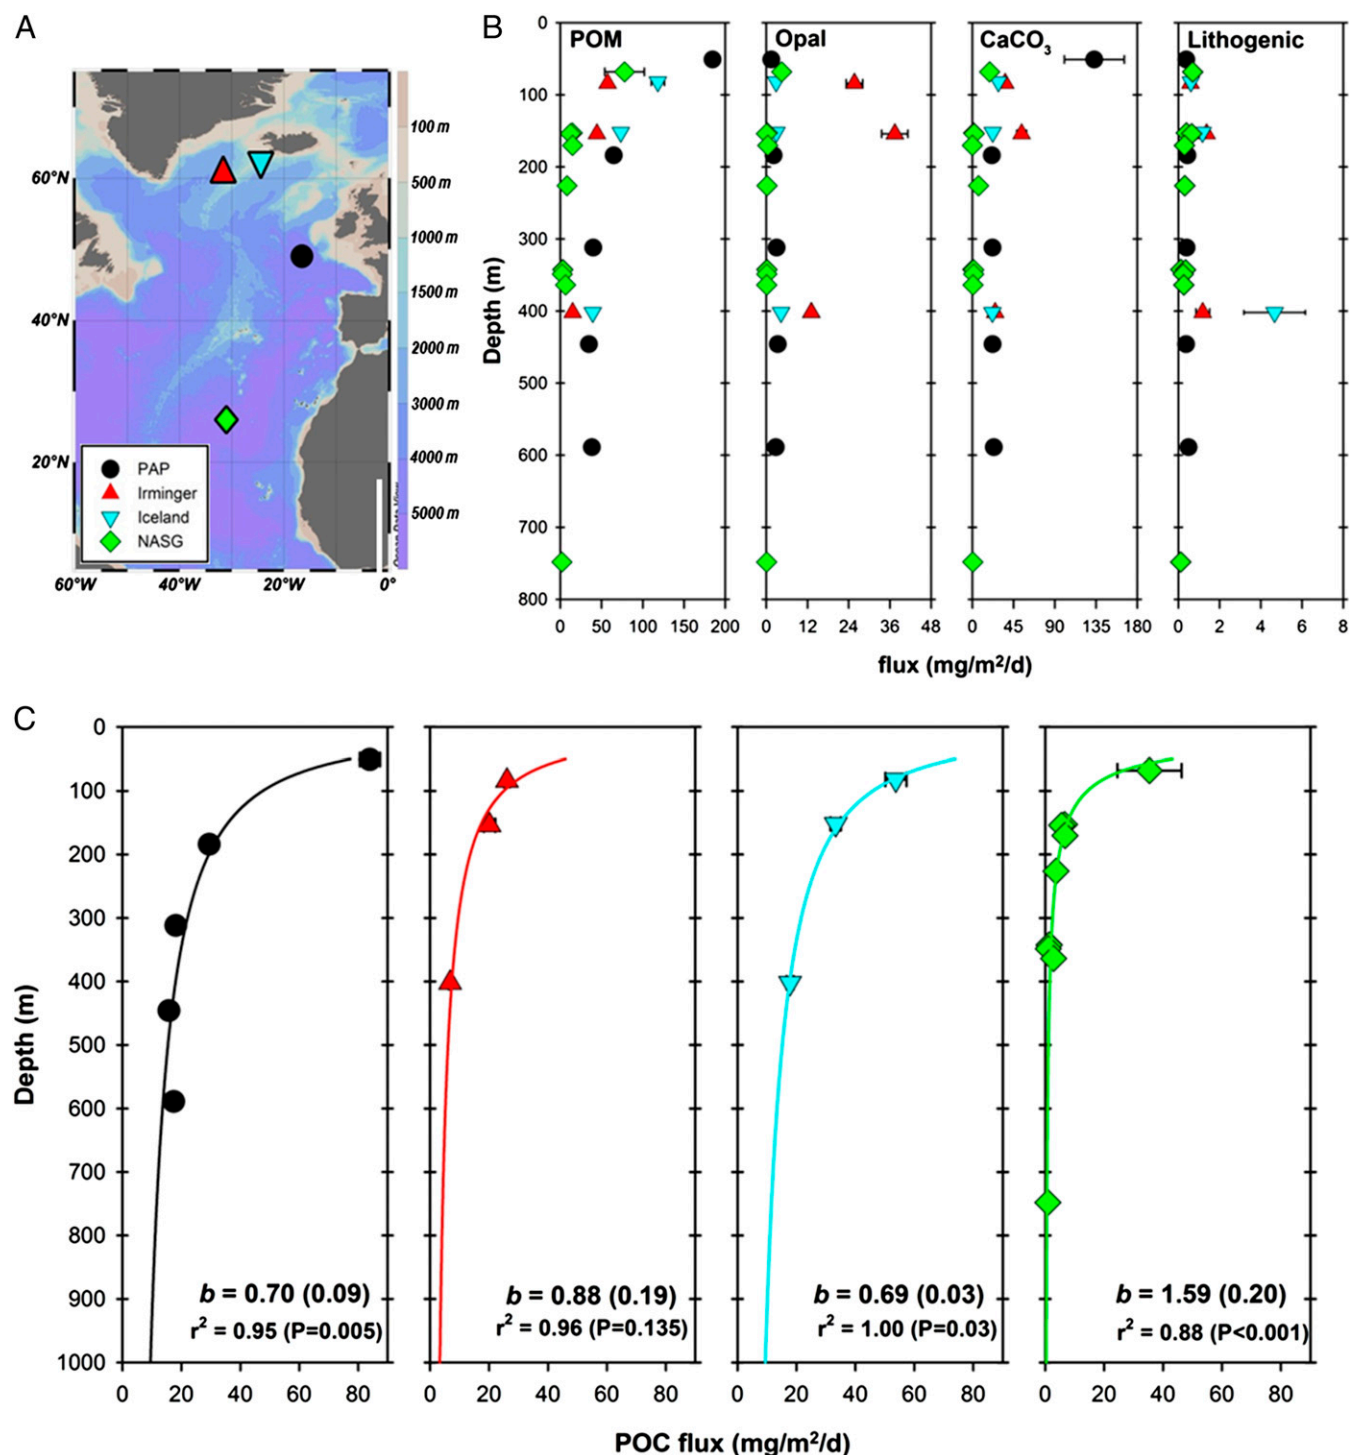 A
100 m
500 m
1000 m
1500 m
2000 m
3000 m
4000 m
5000 m
60°N
40°N
20°N
60°W
40°W
20°W
0°
PAP
Irminger
Iceland
NASG
B
POM
Opal
CaCO₃
Lithogenic
Depth (m)
0
100
200
300
400
500
600
700
800
0 50 100 150 200
0 12 24 36 48
0 45 90 135 180
0 2 4 6 8
flux (mg/m²/d)
C
Depth (m)
0
100
200
300
400
500
600
700
800
900
1000
b = 0.70 (0.09)
r² = 0.95 (P=0.005)
b = 0.88 (0.19)
r² = 0.96 (P=0.135)
b = 0.69 (0.03)
r² = 1.00 (P=0.03)
b = 1.59 (0.20)
r² = 0.88 (P<0.001)
0 20 40 60 80
0 20 40 60 80
0 20 40 60 80
0 20 40 60 80
POC flux (mg/m²/d)